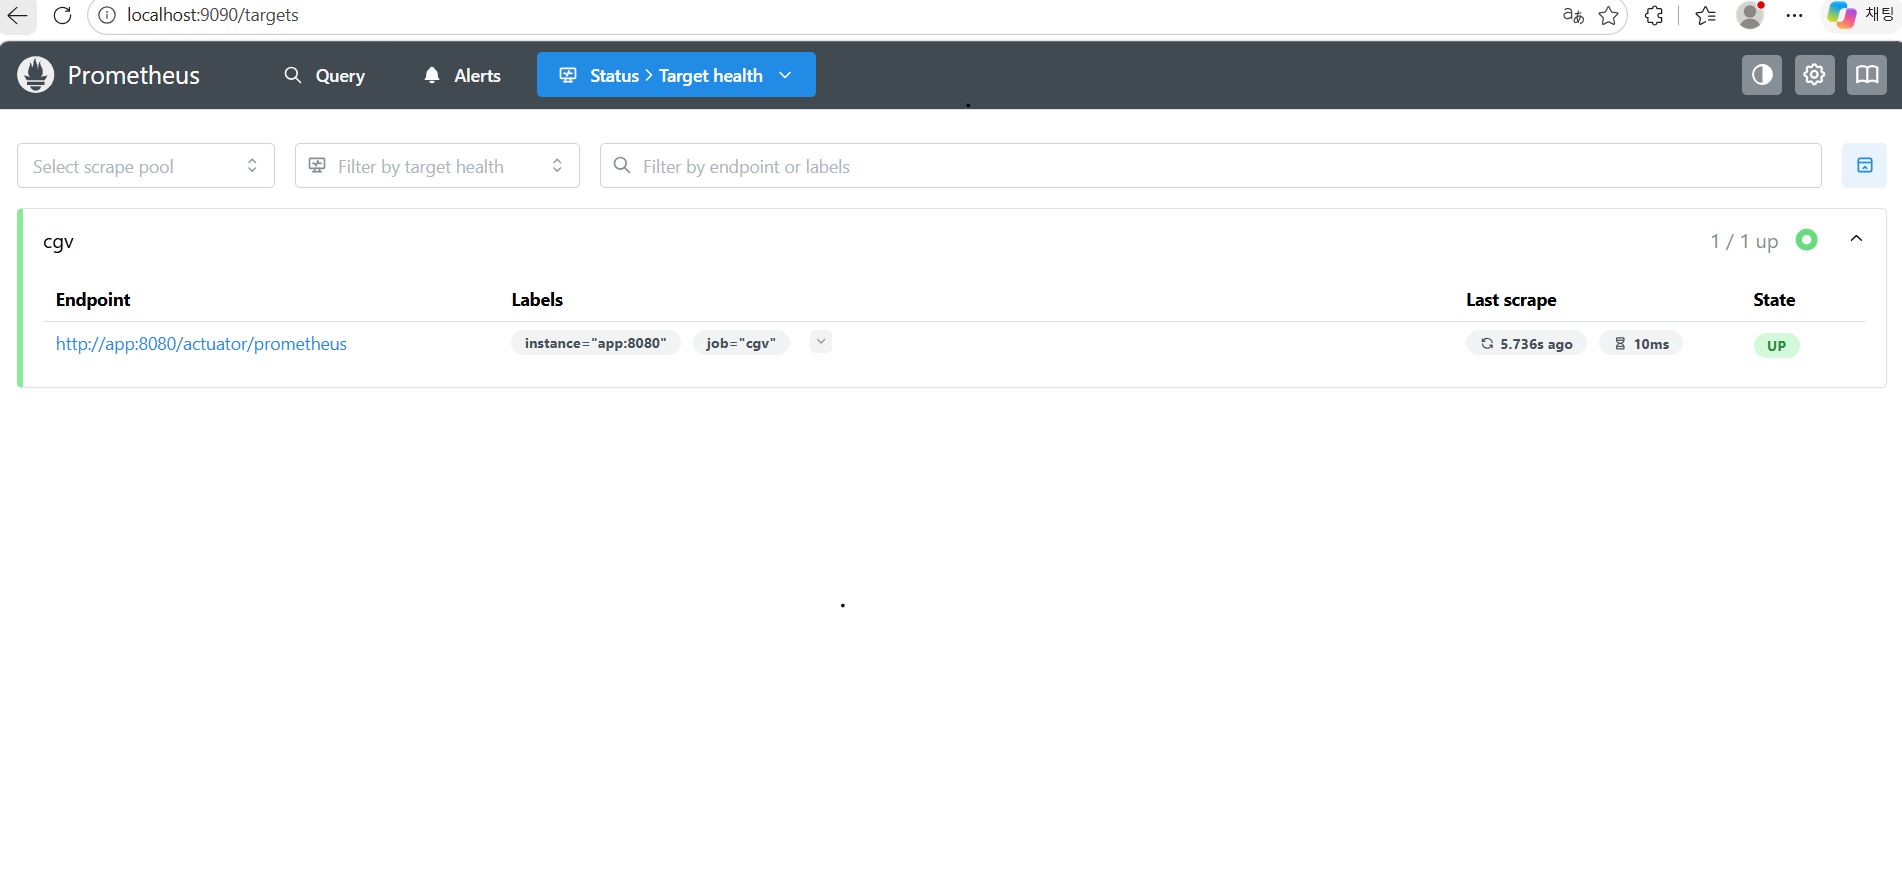 localhost:9090/targets
aあ
채팅
Prometheus
Query
Alerts
Status > Target health
Select scrape pool
Filter by target health
Filter by endpoint or labels
cgv
1 / 1 up
Endpoint Labels Last scrape State
http://app:8080/actuator/prometheus instance="app:8080" job="cgv" 5.736s ago 10ms UP